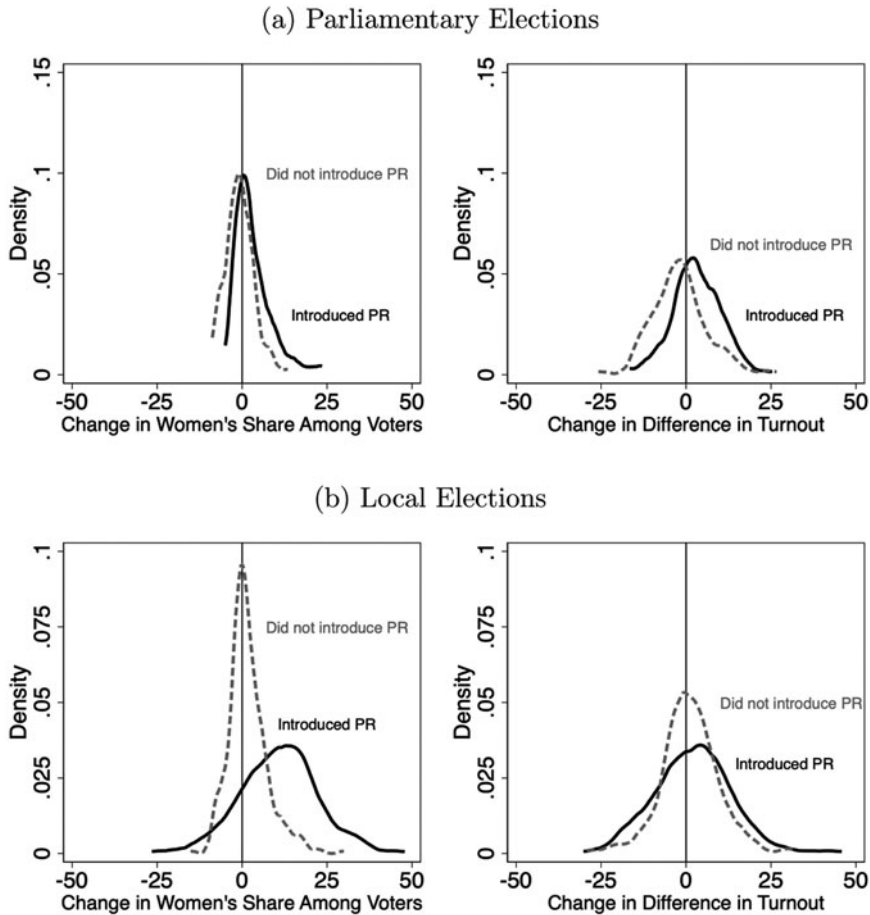 (a) Parliamentary Elections
.15
.1
.05
0
Density
Did not introduce PR
Introduced PR
-50 -25 0 25 50
Change in Women's Share Among Voters
.15
.1
.05
0
Density
Did not introduce PR
Introduced PR
-50 -25 0 25 50
Change in Difference in Turnout
(b) Local Elections
.1
.075
.05
.025
0
Density
Did not introduce PR
Introduced PR
-50 -25 0 25 50
Change in Women's Share Among Voters
.1
.075
.05
.025
0
Density
Did not introduce PR
Introduced PR
-50 -25 0 25 50
Change in Difference in Turnout